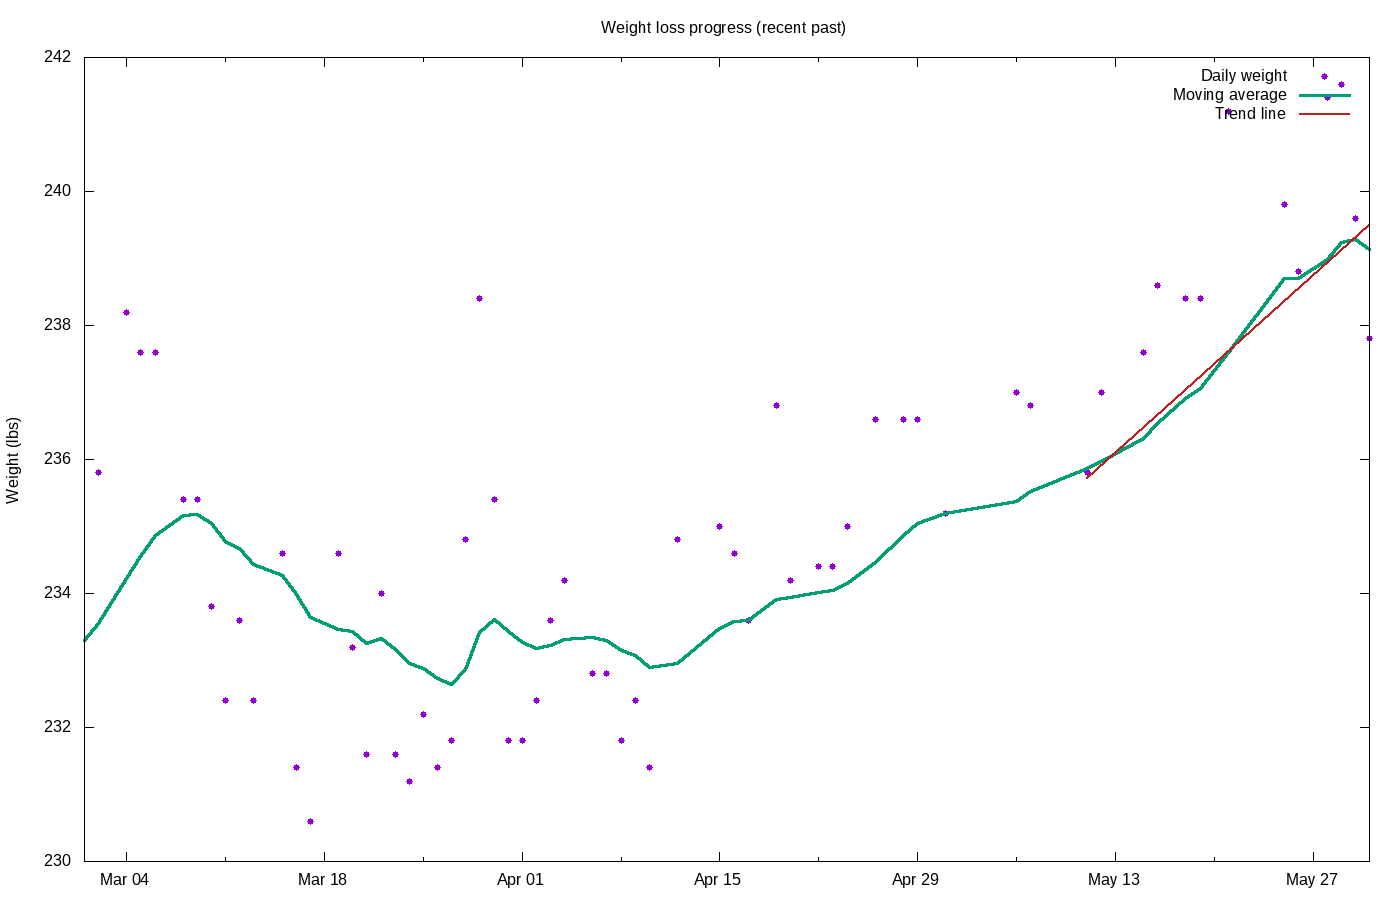 Weight loss progress (recent past)
242
240
238
236
234
232
230
Weight (lbs)
Daily weight
Moving average
Trend line
Mar 04 Mar 18 Apr 01 Apr 15 Apr 29 May 13 May 27